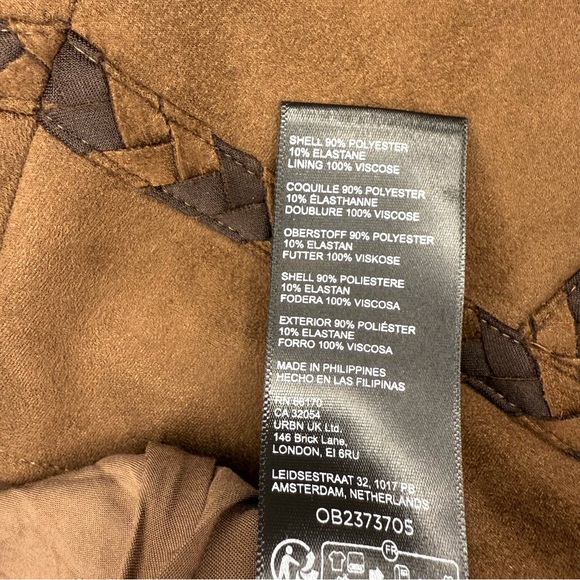 SHELL 90% POLYESTER
10% ELASTANE
LINING 100% VISCOSE
COQUILLE 90% POLYESTER
10% ÉLASTHANNE
DOUBLURE 100% VISCOSE
OBERSTOFF 90% POLYESTER
10% ELASTAN
FUTTER 100% VISKOSE
SHELL 90% POLIESTERE
10% ELASTAN
FODERA 100% VISCOSA
EXTERIOR 90% POLIÉSTER
10% ELASTANE
FORRO 100% VISCOSA
MADE IN PHILIPPINES
HECHO EN LAS FILIPINAS
RN 66170
CA 32054
URBN UK Ltd.
146 Brick Lane,
LONDON, EI 6RU
LEIDSESTRAAT 32, 1017 PB
AMSTERDAM, NETHERLANDS
OB2373705
FR